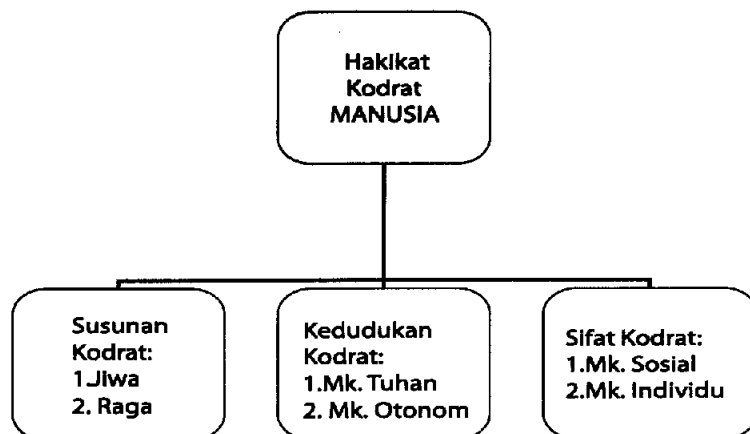 Hakikat
Kodrat
MANUSIA
Susunan
Kodrat:
1.Jiwa
2. Raga
Kedudukan
Kodrat:
1.Mk. Tuhan
2. Mk. Otonom
Sifat Kodrat:
1.Mk. Sosial
2.Mk. Individu